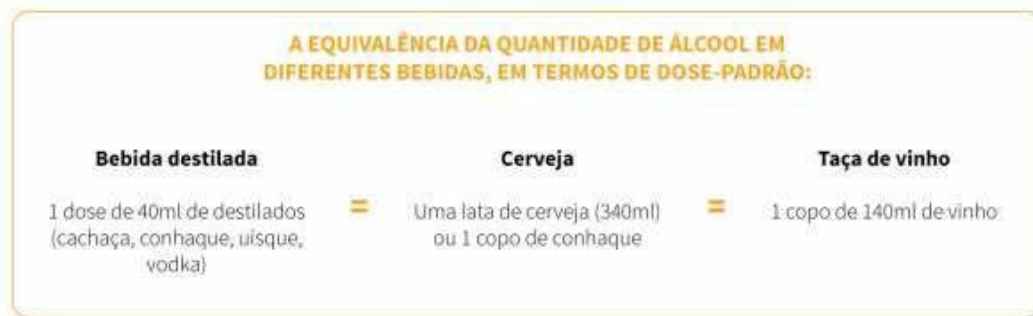 A EQUIVALÊNCIA DA QUANTIDADE DE ÁLCOOL EM
DIFERENTES BEBIDAS, EM TERMOS DE DOSE-PADRÃO:
Bebida destilada
1 dose de 40ml de destilados
(cachaça, conhaque, uísque,
vodka)
=
Cerveja
Uma lata de cerveja (340ml)
ou 1 copo de conhaque
=
Taça de vinho
1 copo de 140ml de vinho